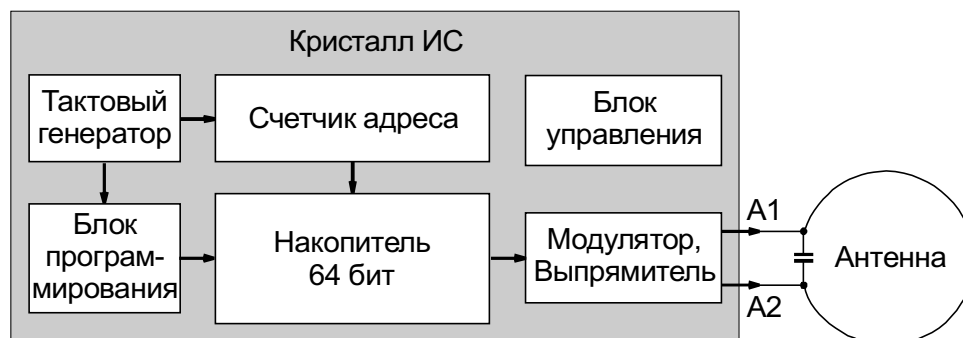 Кристалл ИС
Тактовый
генератор
Счетчик адреса
Блок
управления
Блок
програм-
мирования
Накопитель
64 бит
Модулятор,
Выпрямитель
A1
A2
Антенна